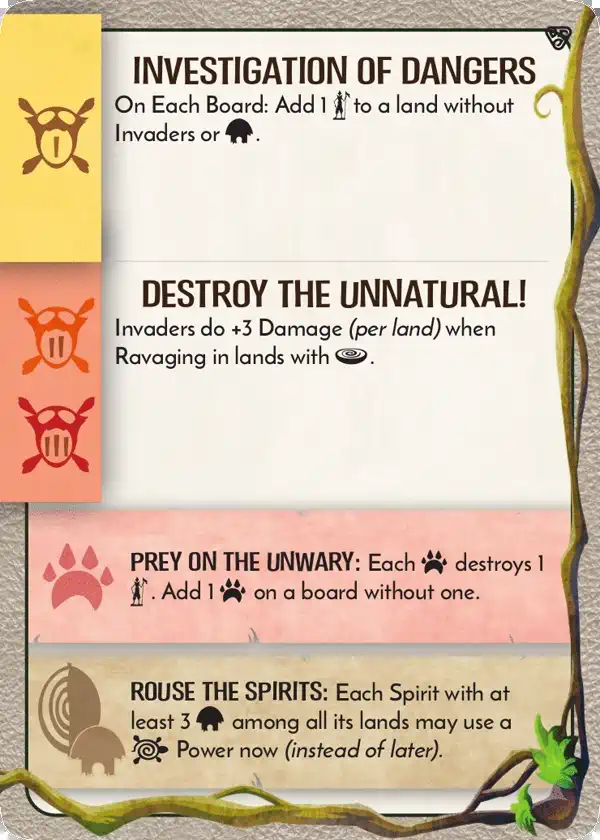 INVESTIGATION OF DANGERS
On Each Board: Add 1 to a land without
Invaders or .
I
DESTROY THE UNNATURAL!
Invaders do +3 Damage (per land) when
Ravaging in lands with .
II
III
PREY ON THE UNWARY: Each destroys 1
. Add 1 on a board without one.
ROUSE THE SPIRITS: Each Spirit with at
least 3 among all its lands may use a
Power now (instead of later).